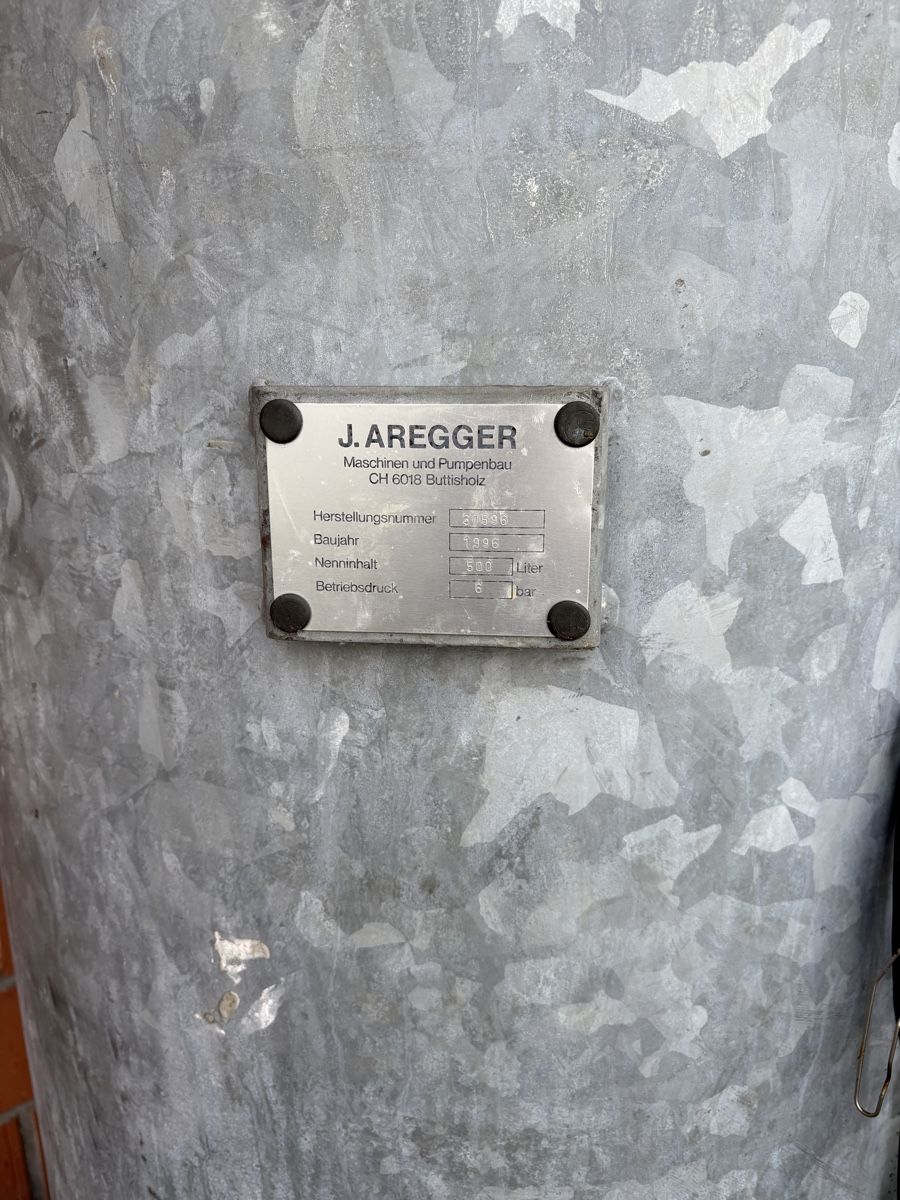 J. AREGGER
Maschinen und Pumpenbau
CH 6018 Buttisholz
Herstellungsnummer
Baujahr 1996
Nenninhalt 500 Liter
Betriebsdruck 6 bar